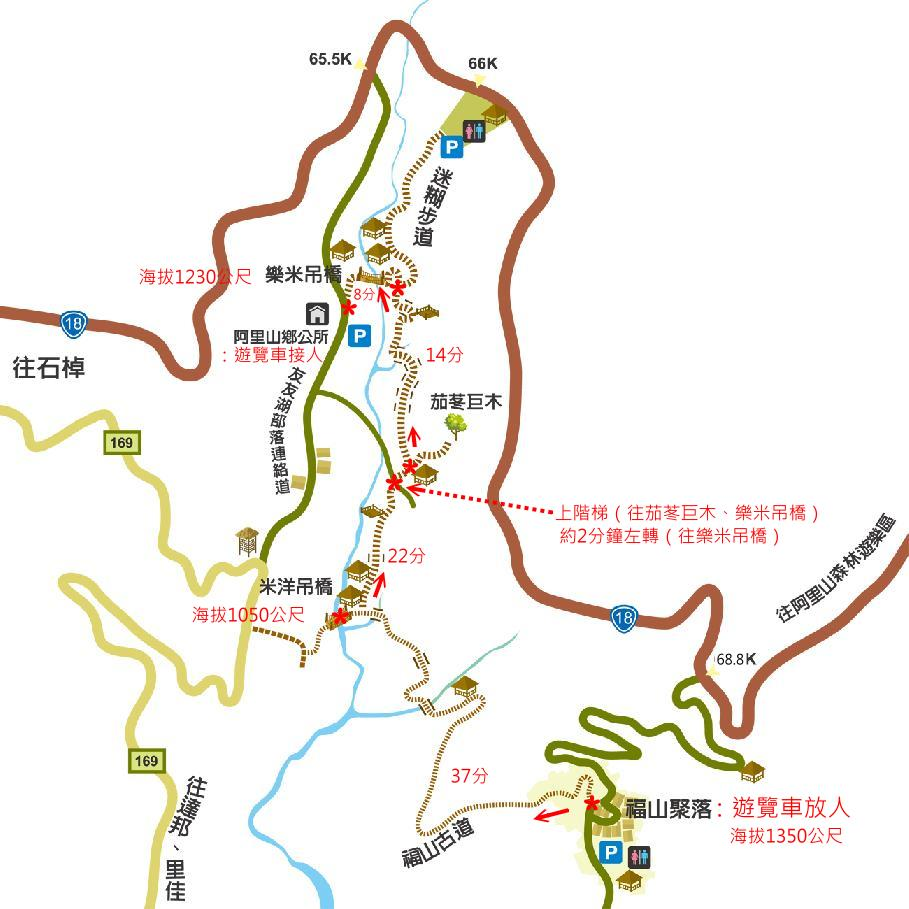 65.5K
66K
P
迷糊步道
海拔1230公尺
樂米吊橋
8分
18
阿里山鄉公所
P
：遊覽車接人
往石棹
14分
友友湖部落連絡道
茄苳巨木
169
上階梯（往茄苳巨木、樂米吊橋）
約2分鐘左轉（往樂米吊橋）
往阿里山森林遊樂區
22分
米洋吊橋
海拔1050公尺
18
68.8K
169
往達邦、里佳
37分
福山古道
福山聚落：遊覽車放人
海拔1350公尺
P